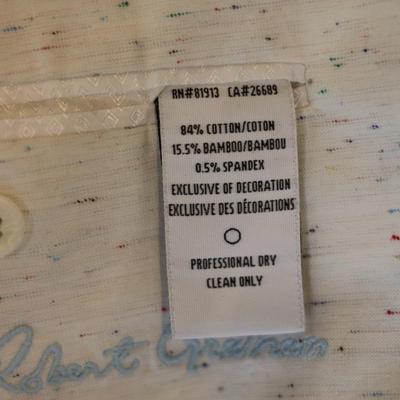 RN#81913 CA#26689
84% COTTON/COTON
15.5% BAMBOO/BAMBOU
0.5% SPANDEX
EXCLUSIVE OF DECORATION
EXCLUSIVE DES DÉCORATIONS
PROFESSIONAL DRY
CLEAN ONLY
Robert Graham